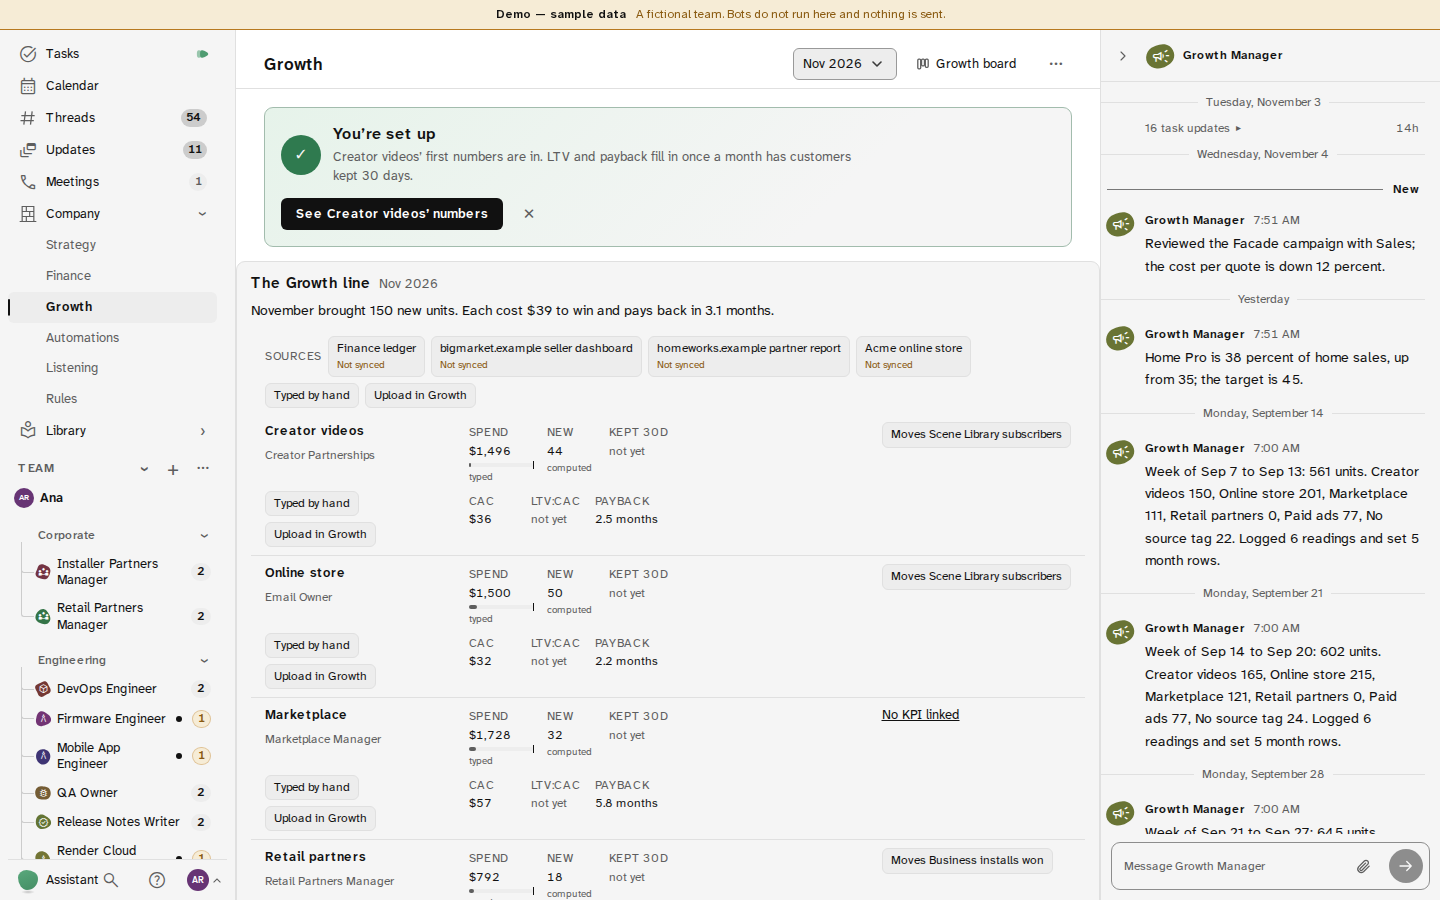 Demo — sample data A fictional team. Bots do not run here and nothing is sent.
Tasks
Calendar
Threads 54
Updates 11
Meetings 1
Company
Strategy
Finance
Growth
Automations
Listening
Rules
Library
TEAM
AR Ana
Corporate
Installer Partners
Manager 2
Retail Partners
Manager 2
Engineering
DevOps Engineer 2
Firmware Engineer 1
Mobile App
Engineer 1
QA Owner 2
Release Notes Writer 2
Render Cloud 1
Assistant AR
Growth
Nov 2026
Growth board
You're set up
Creator videos' first numbers are in. LTV and payback fill in once a month has customers
kept 30 days.
See Creator videos' numbers
The Growth line Nov 2026
November brought 150 new units. Each cost $39 to win and pays back in 3.1 months.
SOURCES
Finance ledger
Not synced
bigmarket.example seller dashboard
Not synced
homeworks.example partner report
Not synced
Acme online store
Not synced
Typed by hand
Upload in Growth
Creator videos
Creator Partnerships
SPEND NEW KEPT 30D
$1,496 44 not yet
typed computed
Moves Scene Library subscribers
Typed by hand
Upload in Growth
CAC LTV:CAC PAYBACK
$36 not yet 2.5 months
Online store
Email Owner
SPEND NEW KEPT 30D
$1,500 50 not yet
typed computed
Moves Scene Library subscribers
Typed by hand
Upload in Growth
CAC LTV:CAC PAYBACK
$32 not yet 2.2 months
Marketplace
Marketplace Manager
SPEND NEW KEPT 30D
$1,728 32 not yet
typed computed
No KPI linked
Typed by hand
Upload in Growth
CAC LTV:CAC PAYBACK
$57 not yet 5.8 months
Retail partners
Retail Partners Manager
SPEND NEW KEPT 30D
$792 18 not yet
computed
Moves Business installs won
Growth Manager
Tuesday, November 3
16 task updates 14h
Wednesday, November 4
New
Growth Manager 7:51 AM
Reviewed the Facade campaign with Sales;
the cost per quote is down 12 percent.
Yesterday
Growth Manager 7:51 AM
Home Pro is 38 percent of home sales, up
from 35; the target is 45.
Monday, September 14
Growth Manager 7:00 AM
Week of Sep 7 to Sep 13: 561 units. Creator
videos 150, Online store 201, Marketplace
111, Retail partners 0, Paid ads 77, No
source tag 22. Logged 6 readings and set 5
month rows.
Monday, September 21
Growth Manager 7:00 AM
Week of Sep 14 to Sep 20: 602 units.
Creator videos 165, Online store 215,
Marketplace 121, Retail partners 0, Paid
ads 77, No source tag 24. Logged 6
readings and set 5 month rows.
Monday, September 28
Growth Manager 7:00 AM
Week of Sep 21 to Sep 27: 645 units.
Message Growth Manager